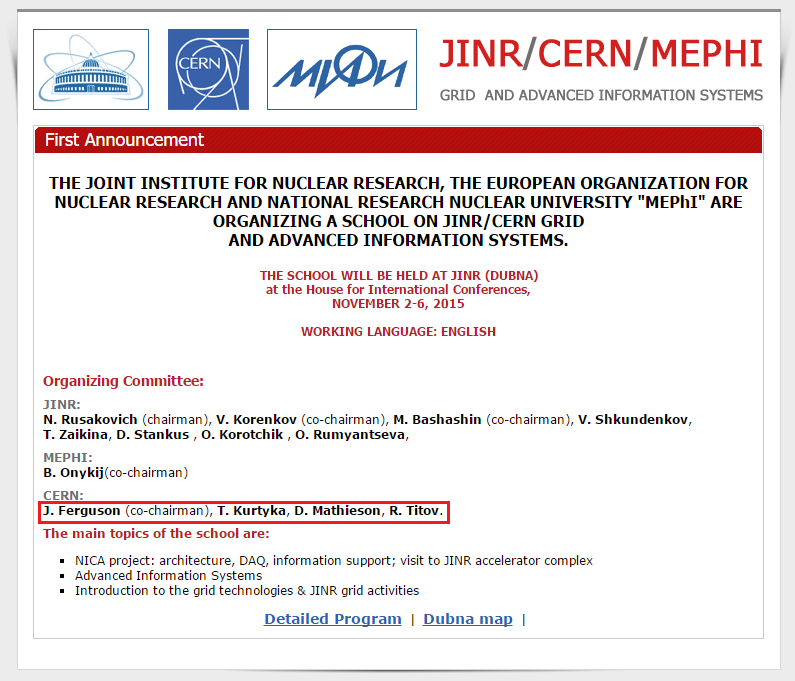 CERN
МИФИ
JINR/CERN/MEPHI
GRID AND ADVANCED INFORMATION SYSTEMS
First Announcement
THE JOINT INSTITUTE FOR NUCLEAR RESEARCH, THE EUROPEAN ORGANIZATION FOR
NUCLEAR RESEARCH AND NATIONAL RESEARCH NUCLEAR UNIVERSITY "MEPhI" ARE
ORGANIZING A SCHOOL ON JINR/CERN GRID
AND ADVANCED INFORMATION SYSTEMS.
THE SCHOOL WILL BE HELD AT JINR (DUBNA)
at the House for International Conferences,
NOVEMBER 2-6, 2015
WORKING LANGUAGE: ENGLISH
Organizing Committee:
JINR:
N. Rusakovich (chairman), V. Korenkov (co-chairman), M. Bashashin (co-chairman), V. Shkundenkov,
T. Zaikina, D. Stankus , O. Korotchik , O. Rumyantseva,
MEPHI:
B. Onykij(co-chairman)
CERN:
J. Ferguson (co-chairman), T. Kurtyka, D. Mathieson, R. Titov.
The main topics of the school are:
NICA project: architecture, DAQ, information support; visit to JINR accelerator complex
Advanced Information Systems
Introduction to the grid technologies & JINR grid activities
Detailed Program | Dubna map |